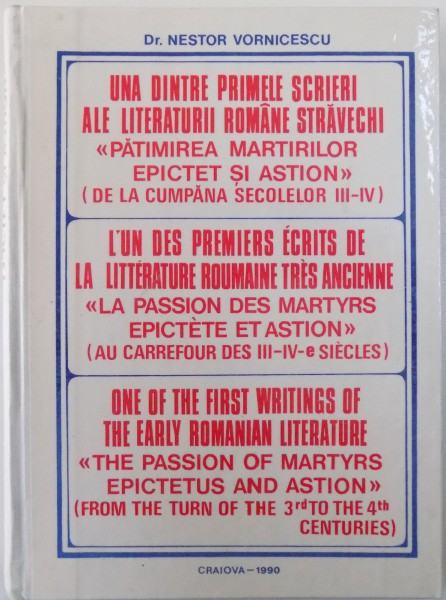 Dr. NESTOR VORNICESCU
UNA DINTRE PRIMELE SCRIERI
ALE LITERATURII ROMÂNE STRĂVECHI
«PĂTIMIREA MARTIRILOR
EPICTET ȘI ASTION»
(DE LA CUMPĂNA SECOLELOR III-IV)
L'UN DES PREMIERS ÉCRITS DE
LA LITTÉRATURE ROUMAINE TRÈS ANCIENNE
«LA PASSION DES MARTYRS
EPICTÈTE ET ASTION»
(AU CARREFOUR DES III-IV-e SIÈCLES)
ONE OF THE FIRST WRITINGS OF
THE EARLY ROMANIAN LITERATURE
«THE PASSION OF MARTYRS
EPICTETUS AND ASTION»
(FROM THE TURN OF THE 3rd TO THE 4th
CENTURIES)
CRAIOVA-1990